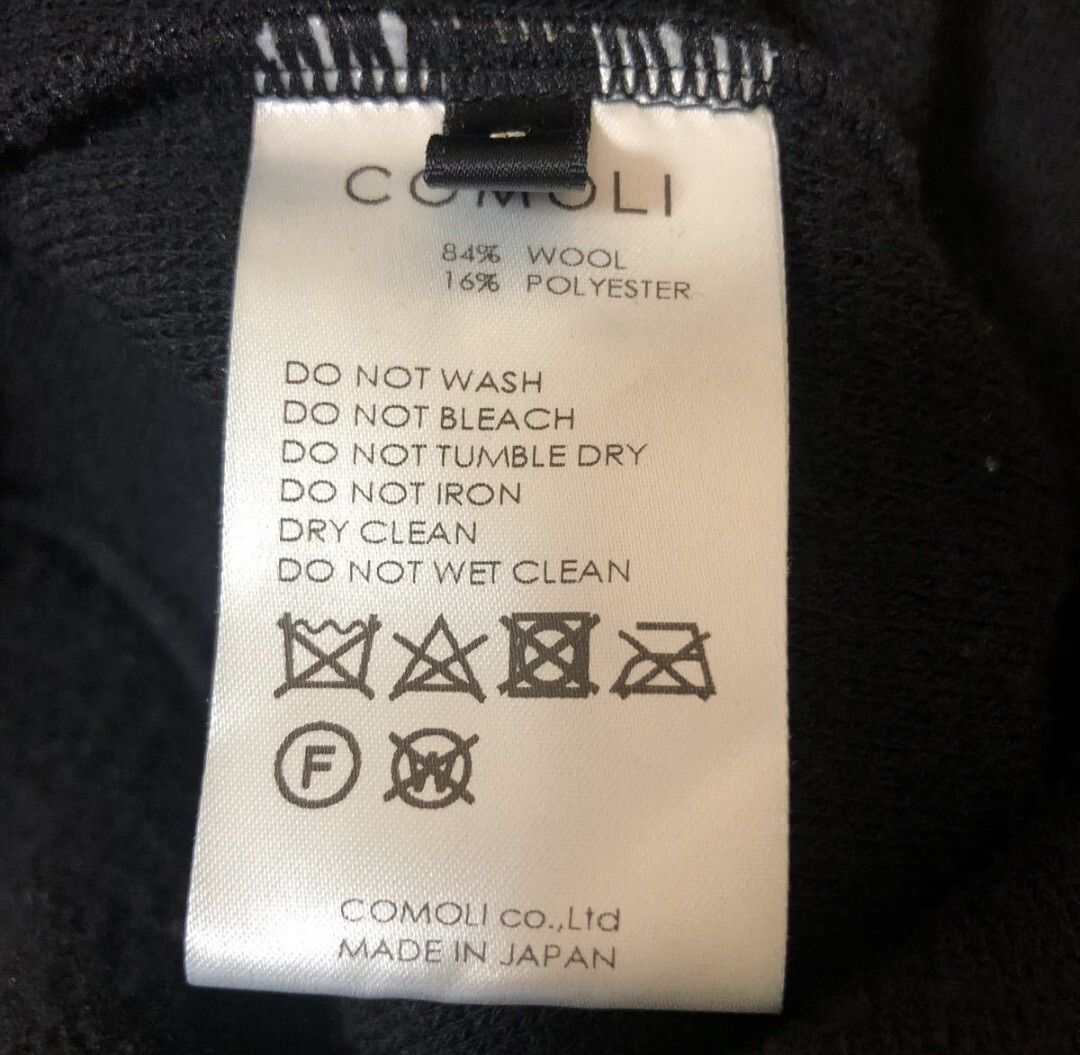 COMOLI
84% WOOL
16% POLYESTER
DO NOT WASH
DO NOT BLEACH
DO NOT TUMBLE DRY
DO NOT IRON
DRY CLEAN
DO NOT WET CLEAN
F W
COMOLI co.,Ltd
MADE IN JAPAN